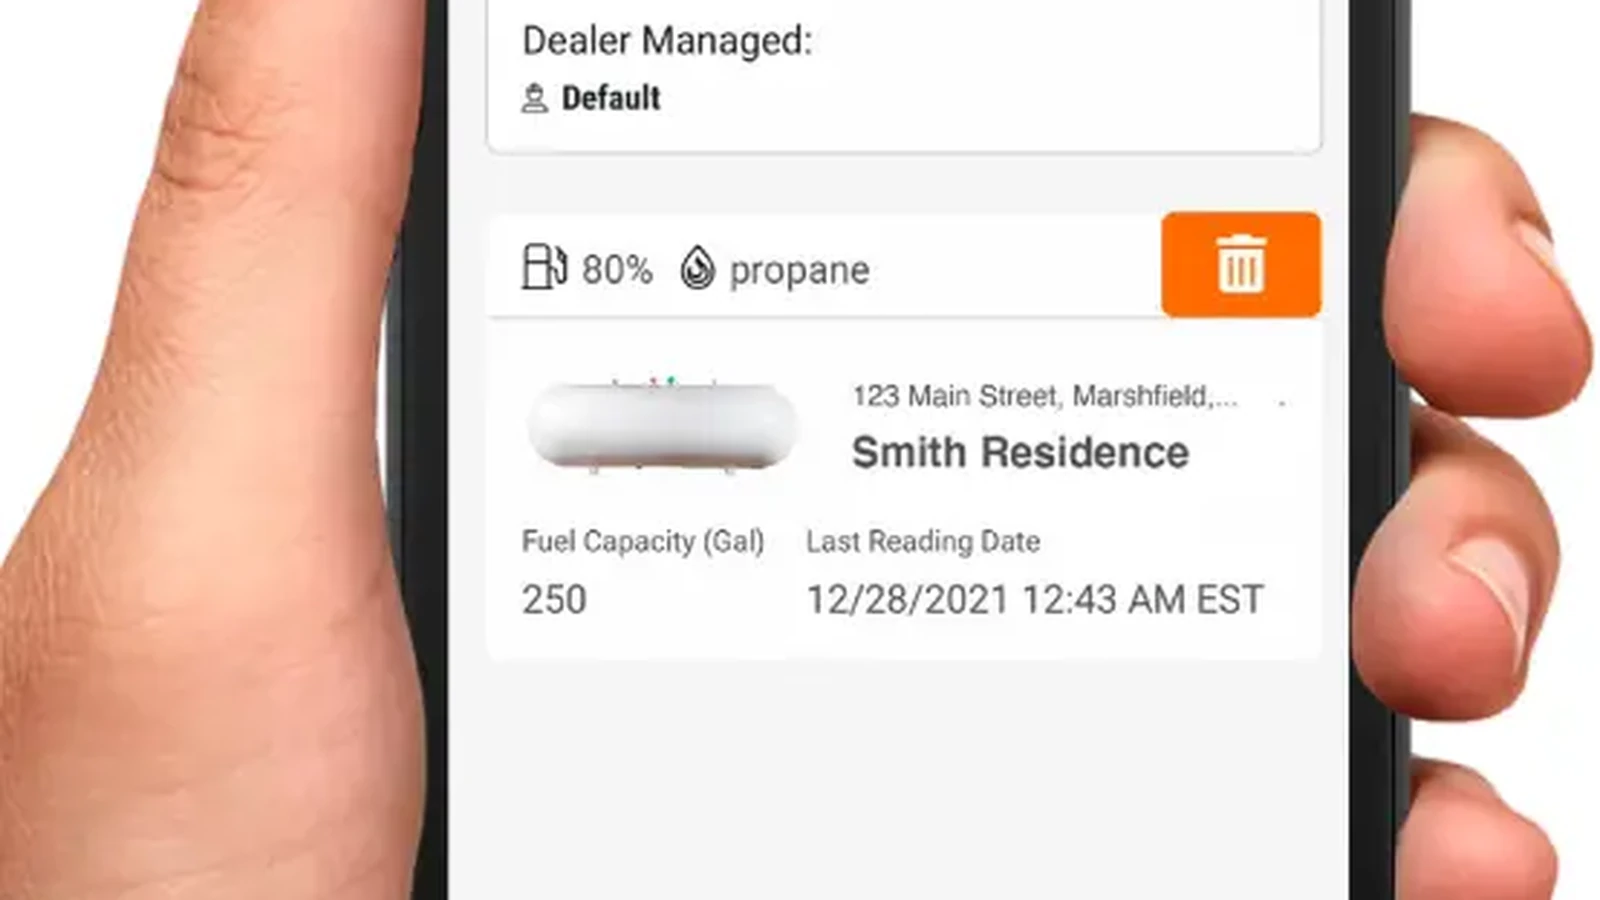 Dealer Managed:
Default
80% propane
123 Main Street, Marshfield,...
Smith Residence
Fuel Capacity (Gal) Last Reading Date
250 12/28/2021 12:43 AM EST